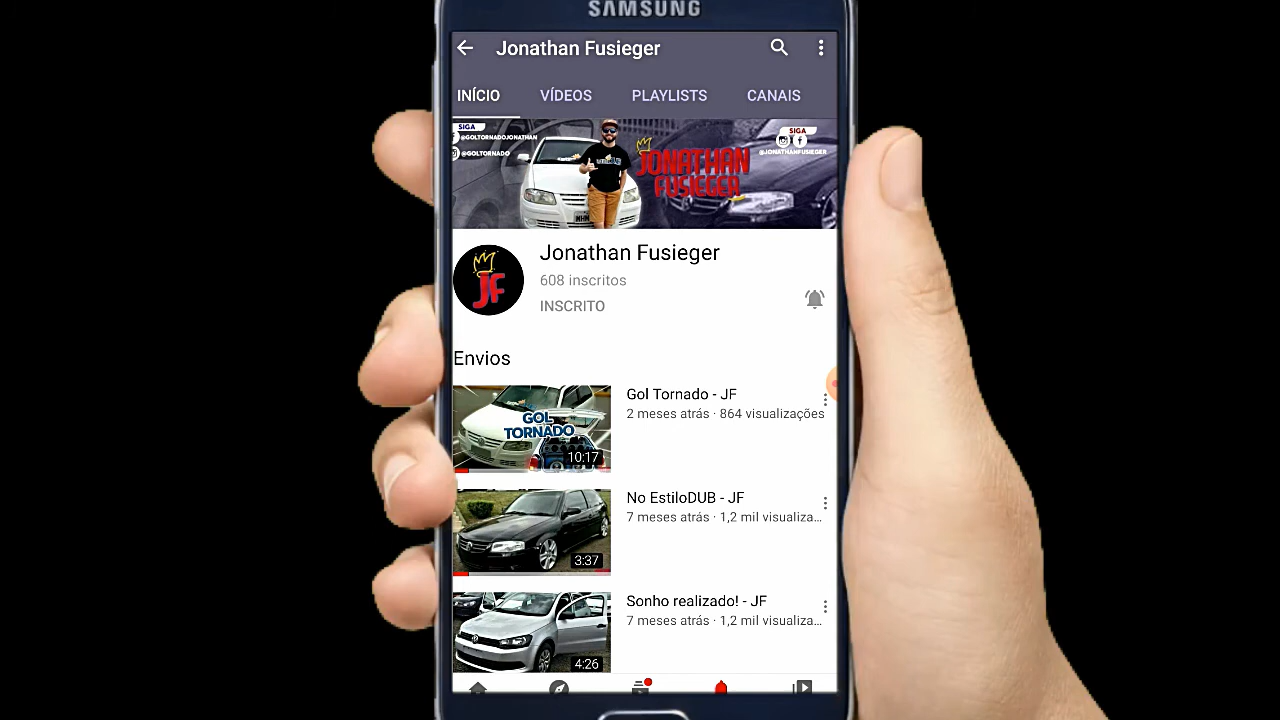 SAMSUNG
Jonathan Fusieger
INÍCIO VÍDEOS PLAYLISTS CANAIS
SIGA
@GOLTORNADOJONATHAN
@GOLTORNADO
JONATHAN
FUSIEGER
SIGA
@JONATHANFUSIEGER
JF
Jonathan Fusieger
608 inscritos
INSCRITO
Envios
GOL
TORNADO
10:17
Gol Tornado - JF
2 meses atrás · 864 visualizações
3:37
No EstiloDUB - JF
7 meses atrás · 1,2 mil visualiza...
4:26
Sonho realizado! - JF
7 meses atrás · 1,2 mil visualiza...